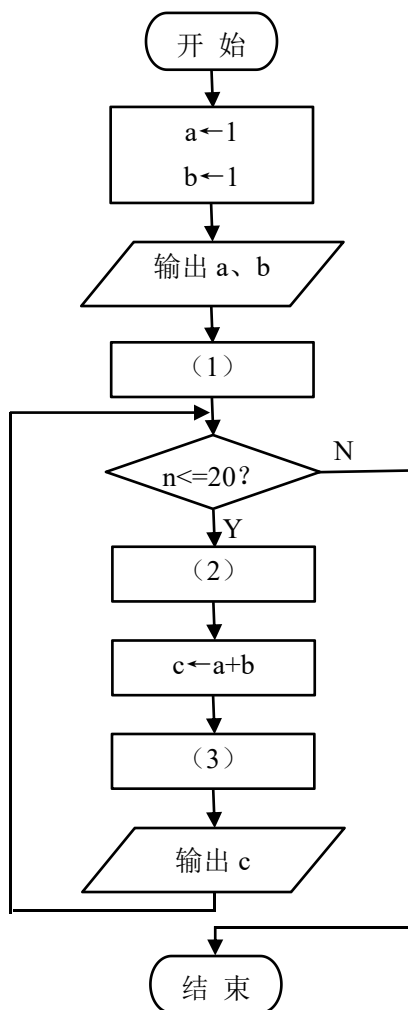 开 始
a←1
b←1
输出 a、b
（1）
n<=20?
N
Y
（2）
c←a+b
（3）
输出 c
结 束